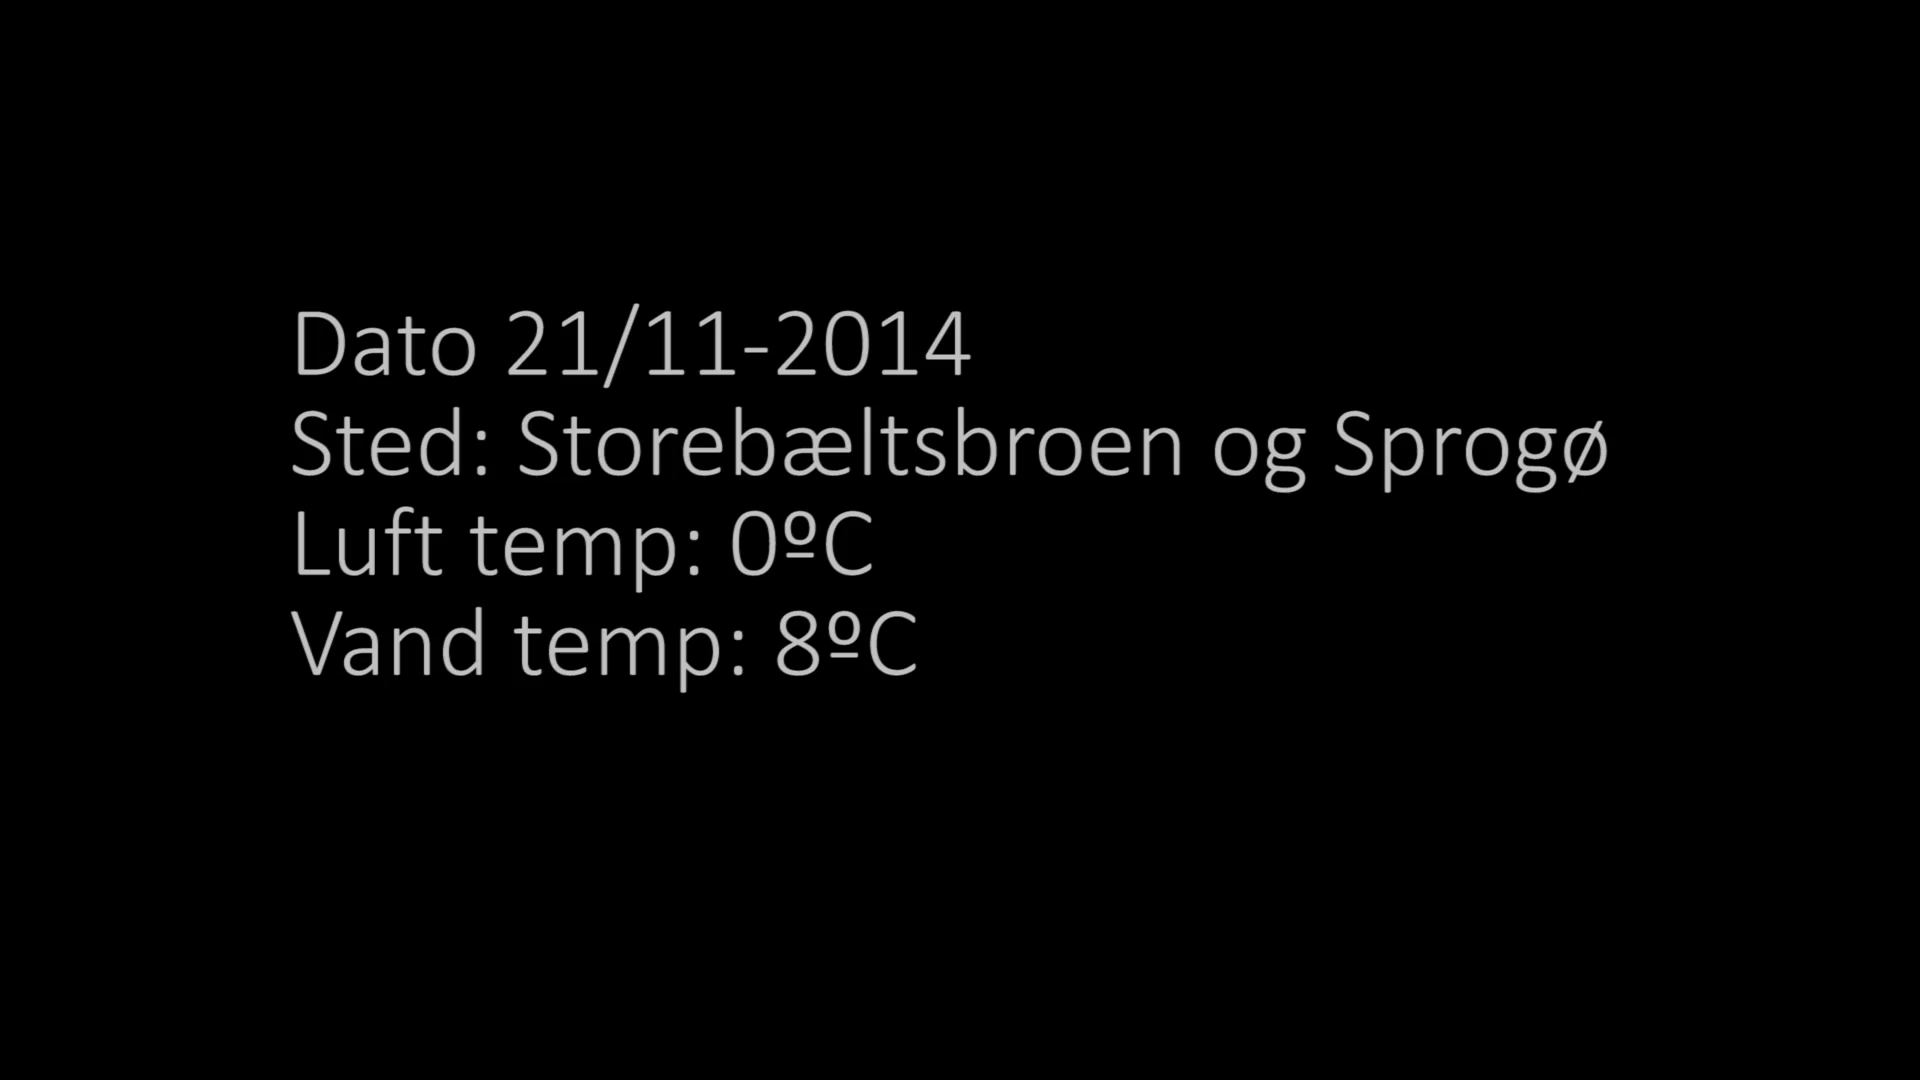 Dato 21/11-2014
Sted: Storebæltsbroen og Sprogø
Luft temp: 0ºC
Vand temp: 8ºC